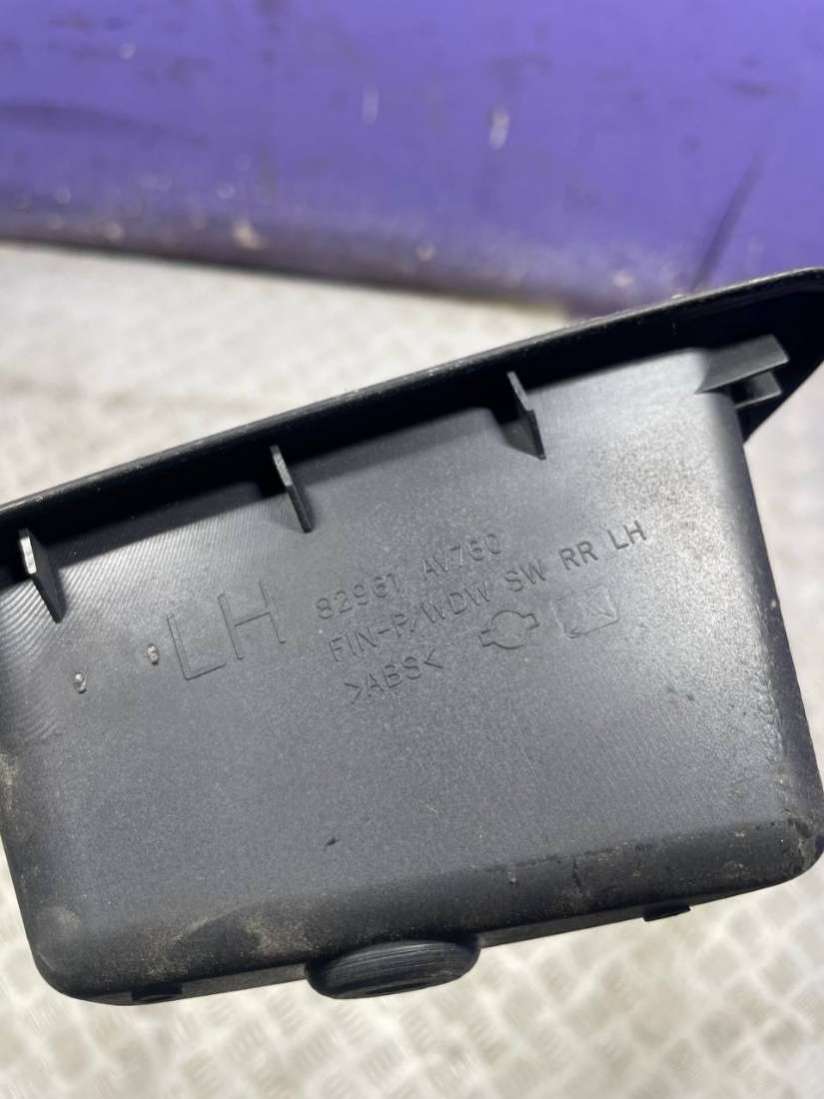 LH
82961 AV760
FIN-P/WDW SW RR LH
>ABS<